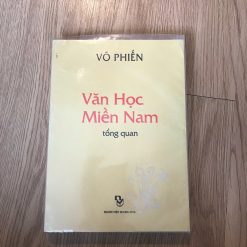 VÕ PHIẾN
Văn Học
Miền Nam
tổng quan